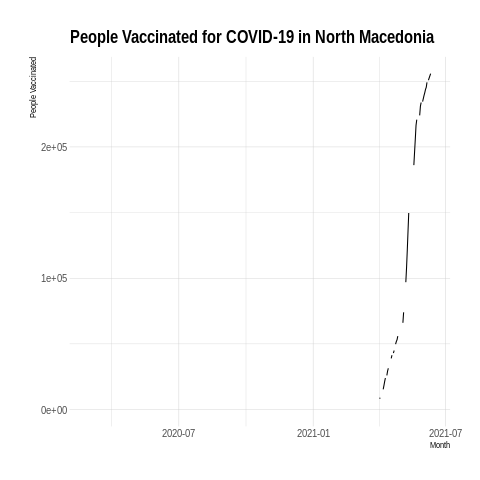 People Vaccinated for COVID-19 in North Macedonia
People Vaccinated
2e+05
1e+05
0e+00
2020-07
2021-01
2021-07
Month